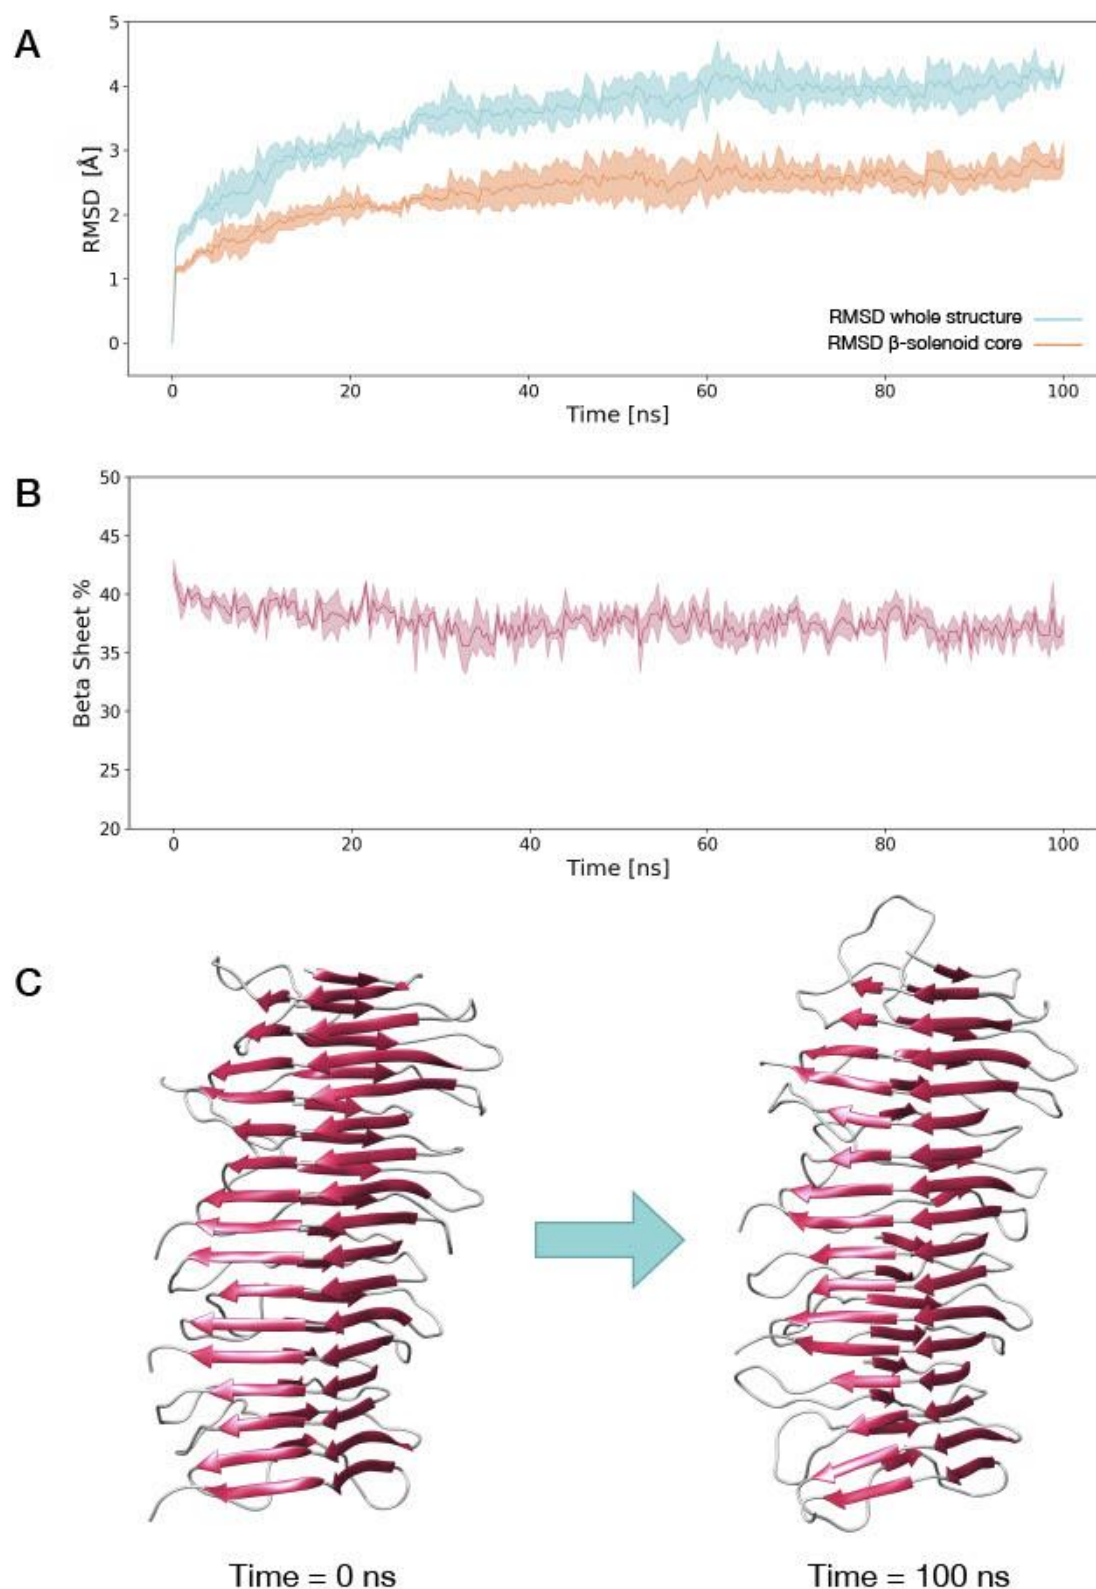 A
RMSD [Å]
5
4
3
2
1
0
RMSD whole structure
RMSD β-solenoid core
0 20 40 60 80 100
Time [ns]
B
Beta Sheet %
50
45
40
35
30
25
20
0 20 40 60 80 100
Time [ns]
C
Time = 0 ns
Time = 100 ns